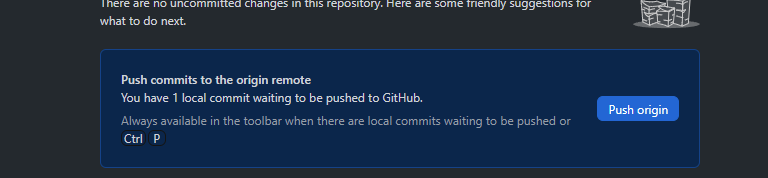 There are no uncommitted changes in this repository. Here are some friendly suggestions for
what to do next.
Push commits to the origin remote
You have 1 local commit waiting to be pushed to GitHub.
Always available in the toolbar when there are local commits waiting to be pushed or
Ctrl P
Push origin